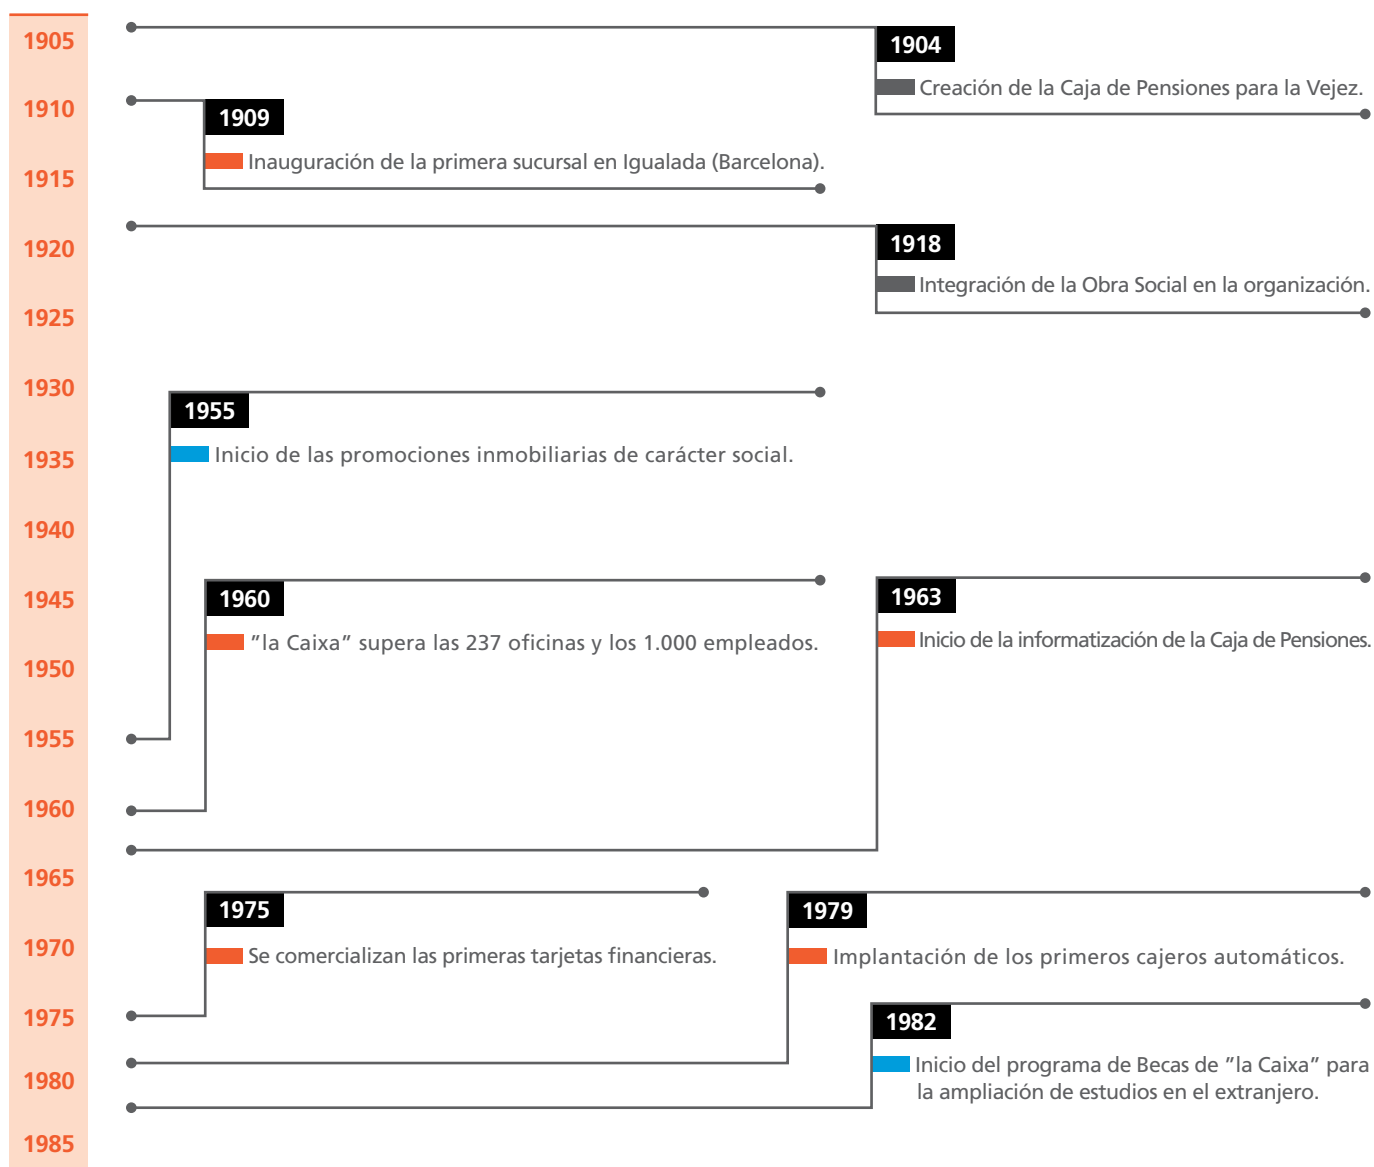 1905
1910
1915
1920
1925
1930
1935
1940
1945
1950
1955
1960
1965
1970
1975
1980
1985
1904
Creación de la Caja de Pensiones para la Vejez.
1909
Inauguración de la primera sucursal en Igualada (Barcelona).
1918
Integración de la Obra Social en la organización.
1955
Inicio de las promociones inmobiliarias de carácter social.
1960
"la Caixa" supera las 237 oficinas y los 1.000 empleados.
1963
Inicio de la informatización de la Caja de Pensiones.
1975
Se comercializan las primeras tarjetas financieras.
1979
Implantación de los primeros cajeros automáticos.
1982
Inicio del programa de Becas de "la Caixa" para
la ampliación de estudios en el extranjero.